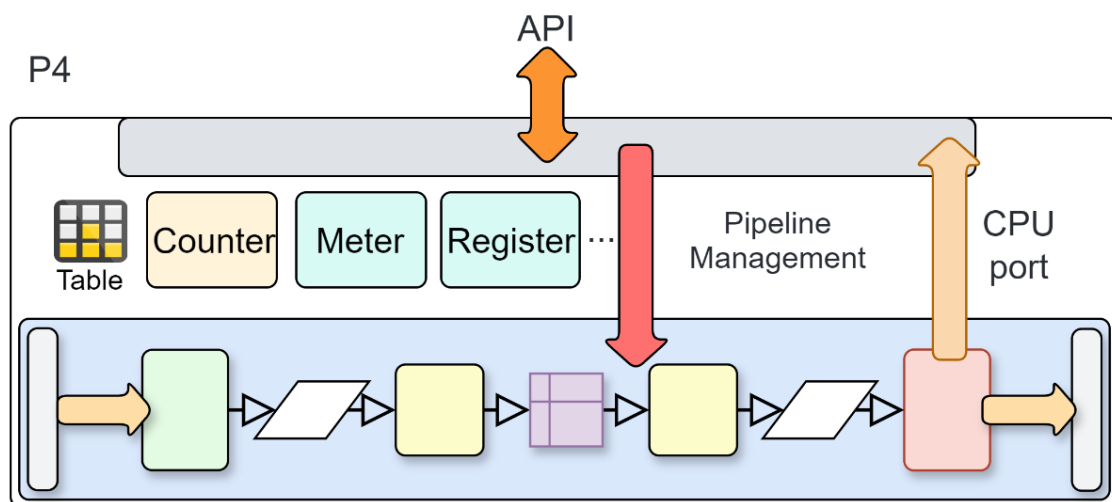 API
P4
Table
Counter
Meter
Register
...
Pipeline
Management
CPU
port